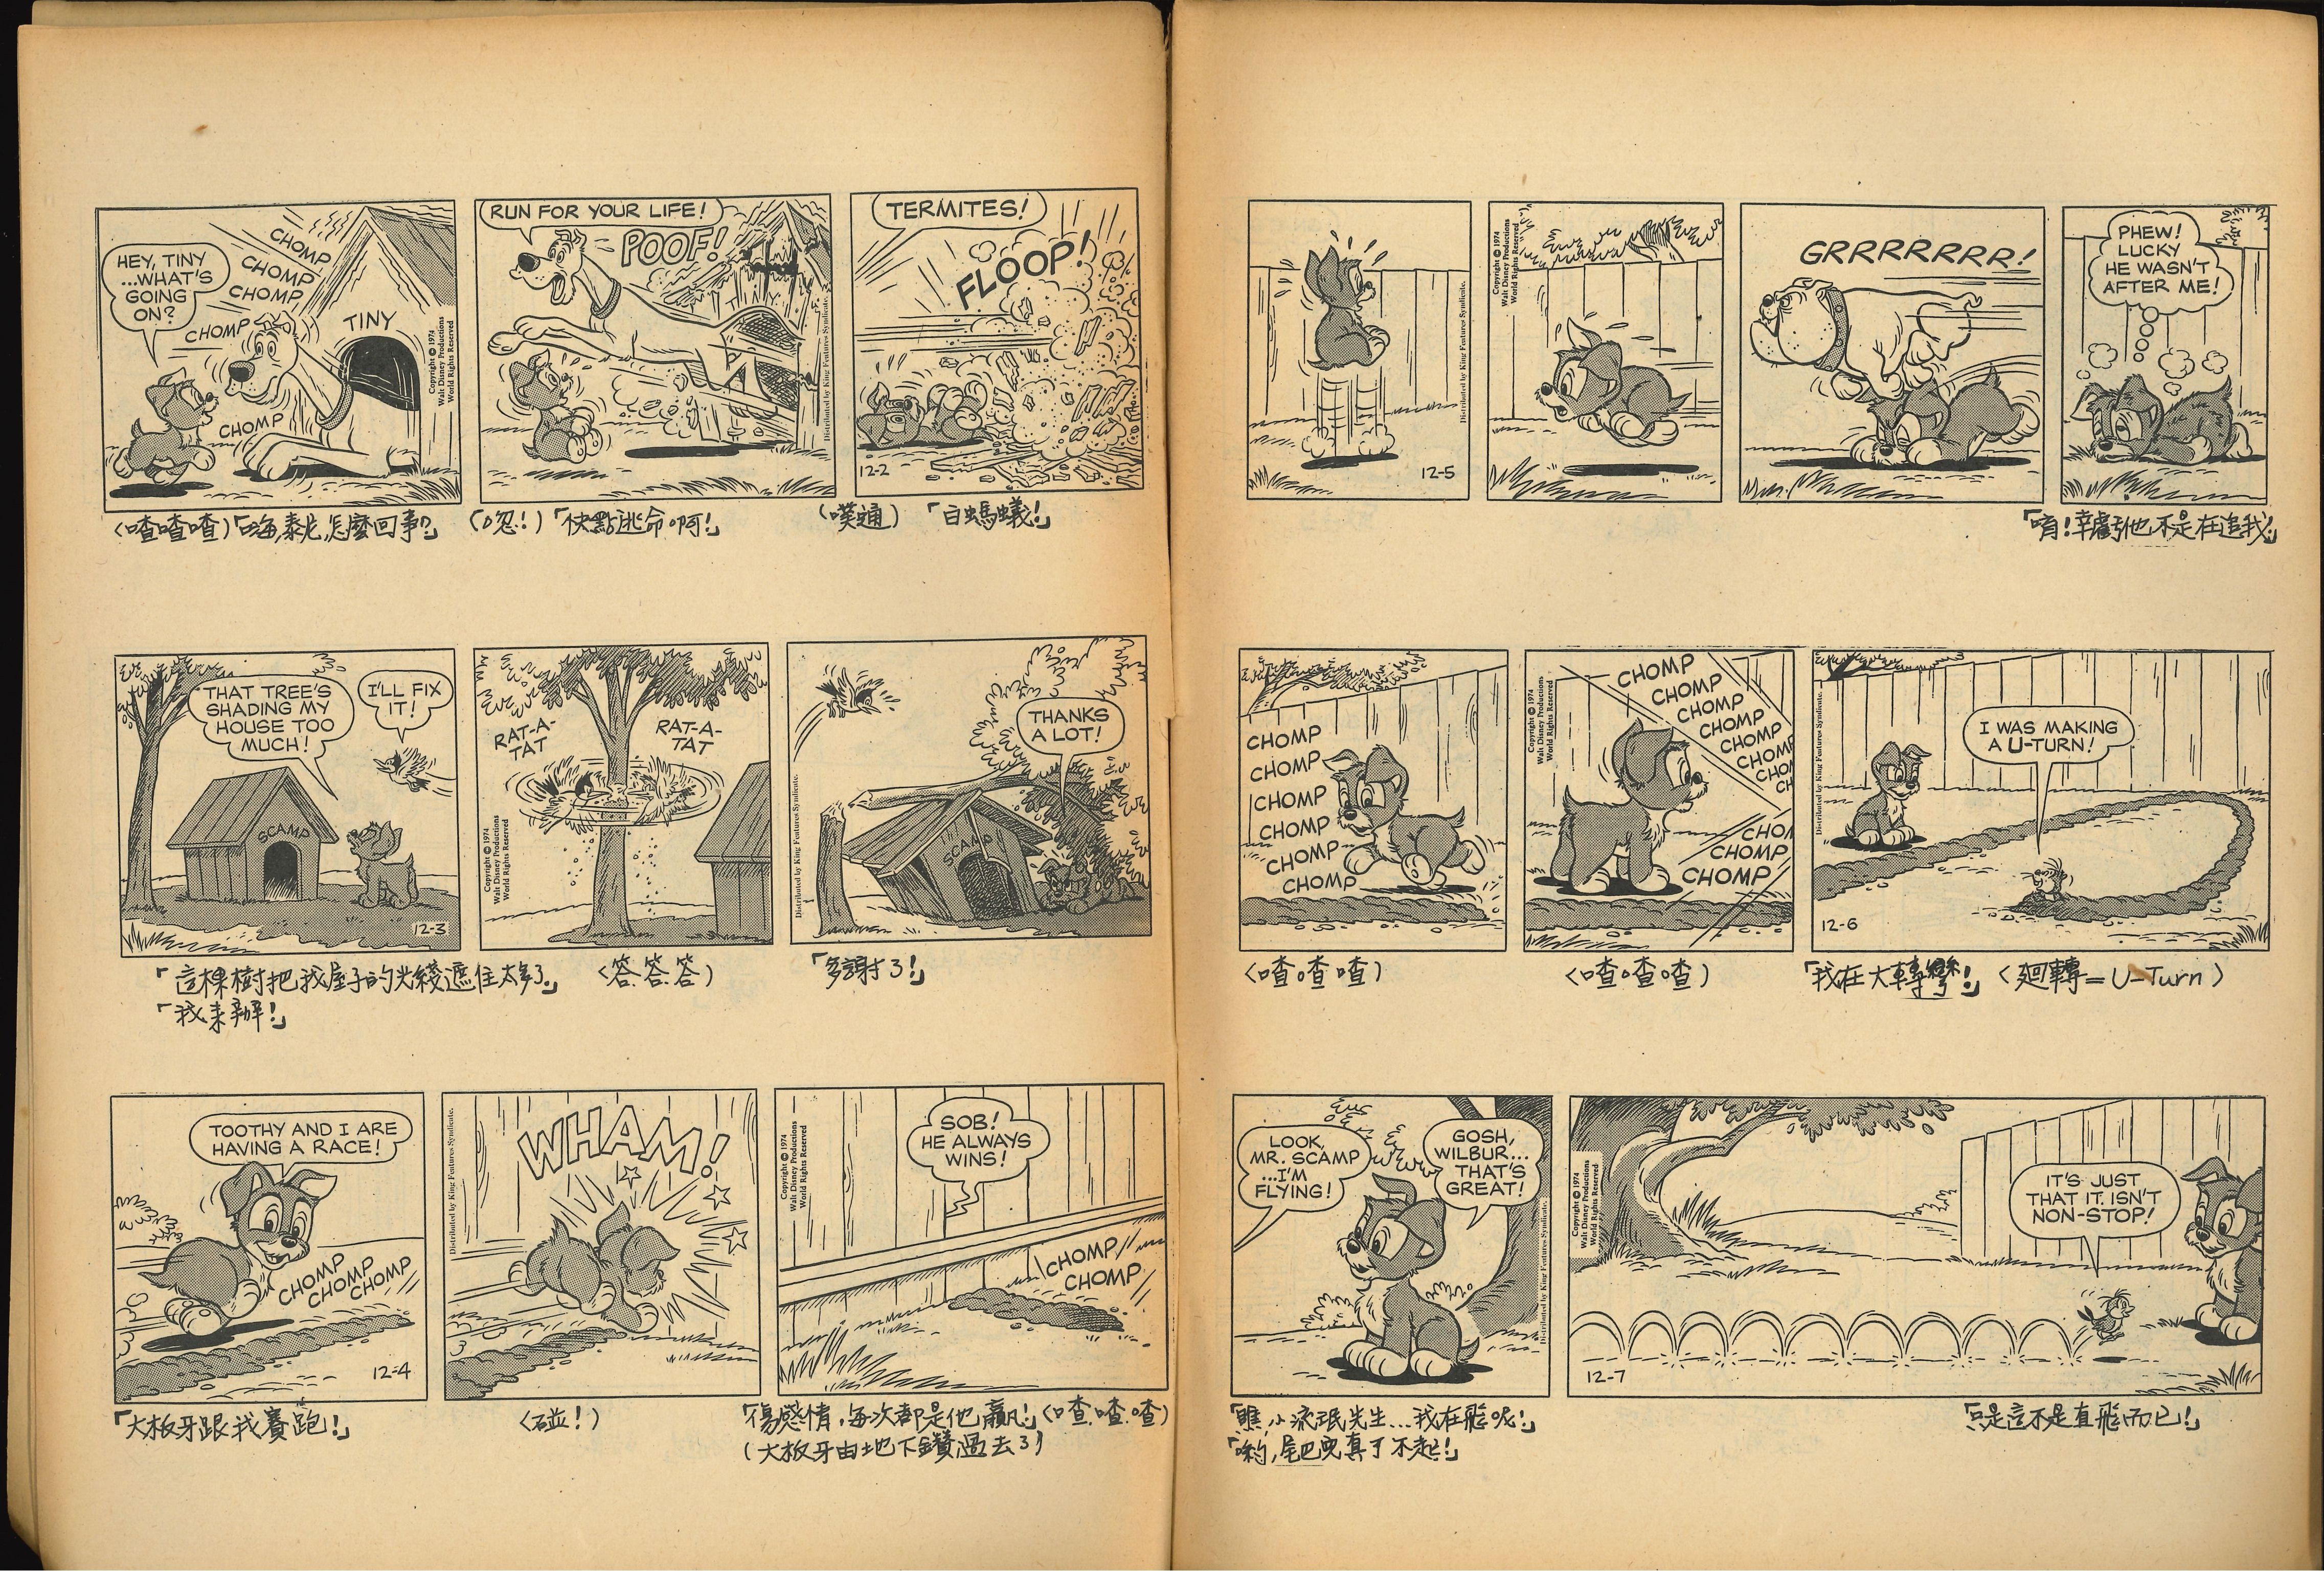 HEY, TINY
...WHAT'S
GOING
ON?
CHOMP
CHOMP
CHOMP
CHOMP
CHOMP
TINY
Copyright © 1974
Walt Disney Productions
World Rights Reserved
RUN FOR YOUR LIFE!
POOF!
TINY
Distributed by King Features Syndicate.
TERMITES!
FLOOP!
12-2
(喳喳喳)「嗨,泰尼,怎麼回事?」
(唿!)「快點逃命啊!」
(噗通)「白螞蟻!」
THAT TREE'S
SHADING MY
HOUSE TOO
MUCH!
I'LL FIX
IT!
SCAMP
12-3
RAT-A-
TAT
RAT-A-
TAT
Copyright © 1974
Walt Disney Productions
World Rights Reserved
THANKS
A LOT!
SCAMP
Distributed by King Features Syndicate.
「這棵樹把我屋子的光綫遮住太多了。」
「我來辦!」
(答答答)
「多謝了!」
TOOTHY AND I ARE
HAVING A RACE!
CHOMP
CHOMP
CHOMP
12-4
Distributed by King Features Syndicate.
WHAM!
Copyright © 1974
Walt Disney Productions
World Rights Reserved
SOB!
HE ALWAYS
WINS!
CHOMP
CHOMP
「大板牙跟我賽跑!」
(碰!)
「傷感情,每次都是他贏!」(喳喳喳)
(大板牙由地下鑽過去了)
12-5
Distributed by King Features Syndicate.
Copyright © 1974
Walt Disney Productions
World Rights Reserved
GRRRRRRR!
PHEW!
LUCKY
HE WASN'T
AFTER ME!
「唷!幸虧他不是在追我!」
CHOMP
CHOMP
CHOMP
CHOMP
CHOMP
CHOMP
Copyright © 1974
Walt Disney Productions
World Rights Reserved
CHOMP
CHOMP
CHOMP
CHOMP
CHOMP
CHOMP
CHO
CH
CHO
CHOMP
CHOMP
Distributed by King Features Syndicate.
I WAS MAKING
A U-TURN!
12-6
(喳喳喳)
(喳喳喳)
「我在大轉彎!」(迴轉=U-Turn)
LOOK,
MR. SCAMP
...I'M
FLYING!
GOSH,
WILBUR...
THAT'S
GREAT!
Distributed by King Features Syndicate.
Copyright © 1974
Walt Disney Productions
World Rights Reserved
IT'S JUST
THAT IT ISN'T
NON-STOP!
12-7
「瞧,小流氓先生...我在飛呢!」
「喲,尾巴兒真了不起!」
「只是這不是直飛而已!」